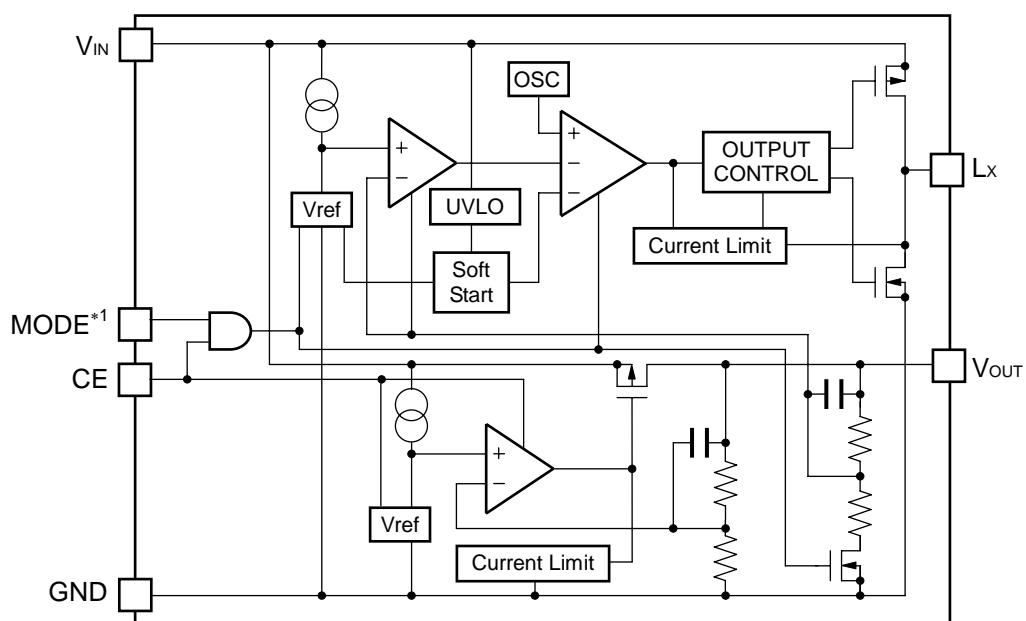 VIN
OSC
+
−
+
−
−
OUTPUT
CONTROL
LX
Vref
UVLO
Current Limit
Soft
Start
MODE*1
CE
VOUT
+
−
Vref
Current Limit
GND